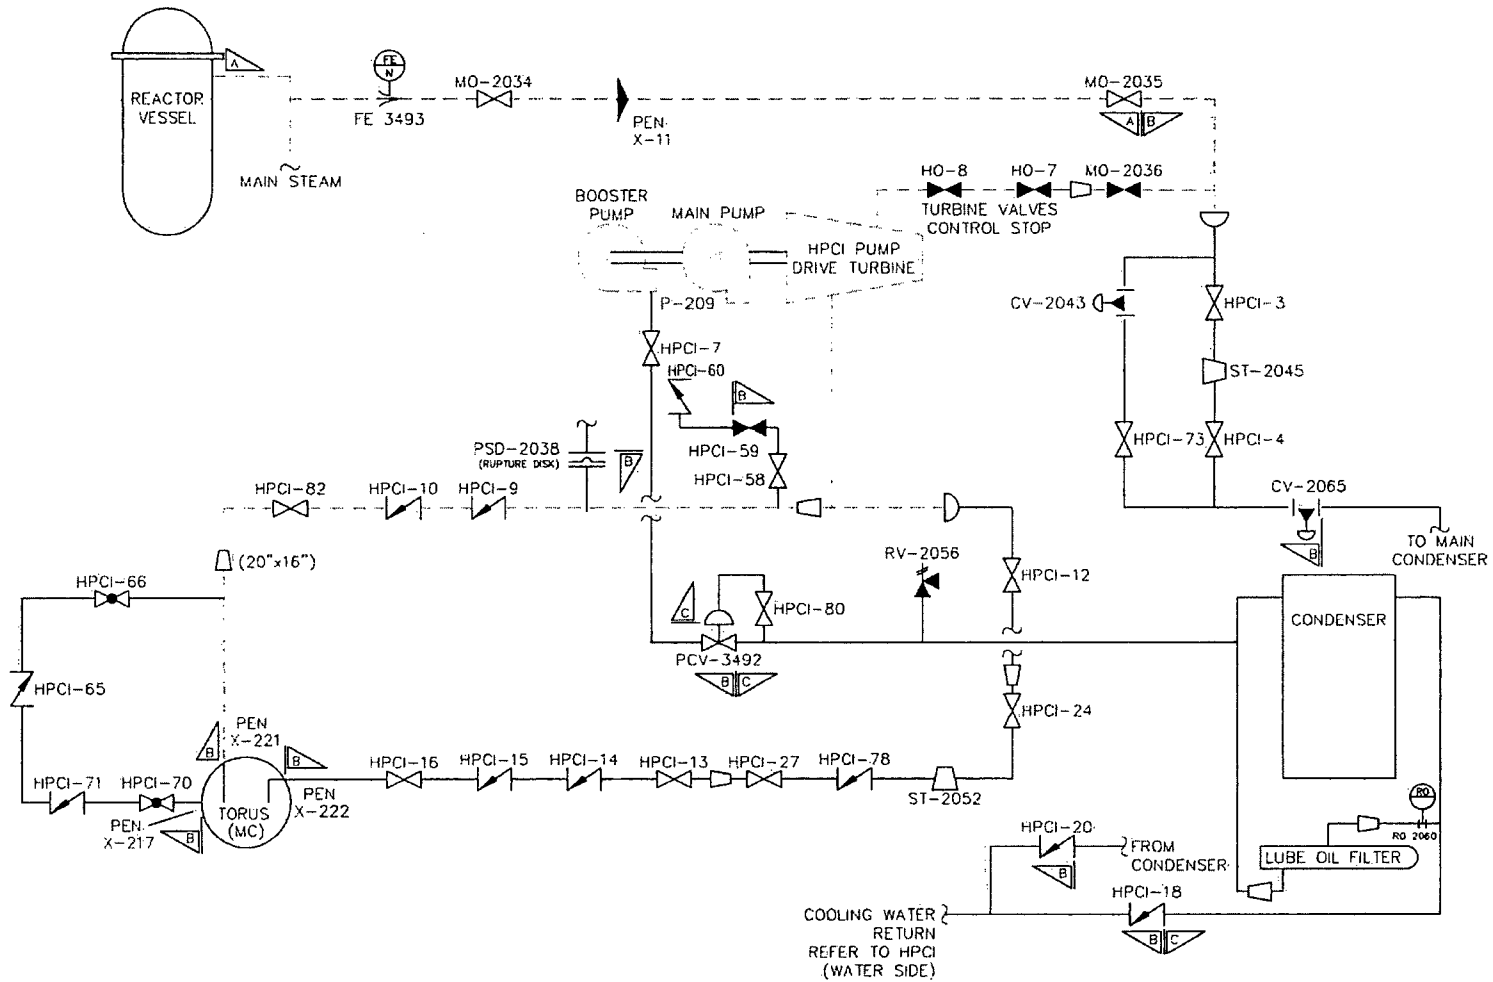 REACTOR
VESSEL
A
FE
N
FE 3493
MO-2034
PEN
X-11
MO-2035
A
B
MAIN STEAM
HO-8
HO-7
MO-2036
TURBINE VALVES
CONTROL STOP
BOOSTER
PUMP
MAIN PUMP
HPCI PUMP
DRIVE TURBINE
P-209
CV-2043
HPCI-3
HPCI-7
HPCI-60
B
ST-2045
HPCI-73
HPCI-4
PSD-2038
(RUPTURE DISK)
B
HPCI-59
HPCI-58
HPCI-82
HPCI-10
HPCI-9
CV-2065
B
TO MAIN
CONDENSER
(20"x16")
RV-2056
HPCI-12
HPCI-66
C
HPCI-80
CONDENSER
PCV-3492
B
C
HPCI-65
HPCI-24
B
PEN
X-221
B
HPCI-16
HPCI-15
HPCI-14
HPCI-13
HPCI-27
HPCI-78
HPCI-71
HPCI-70
PEN
X-222
ST-2052
TORUS
(MC)
PEN
X-217
B
RO
RO 2060
HPCI-20
FROM
CONDENSER
B
LUBE OIL FILTER
HPCI-18
COOLING WATER
RETURN
REFER TO HPCI
(WATER SIDE)
B
C